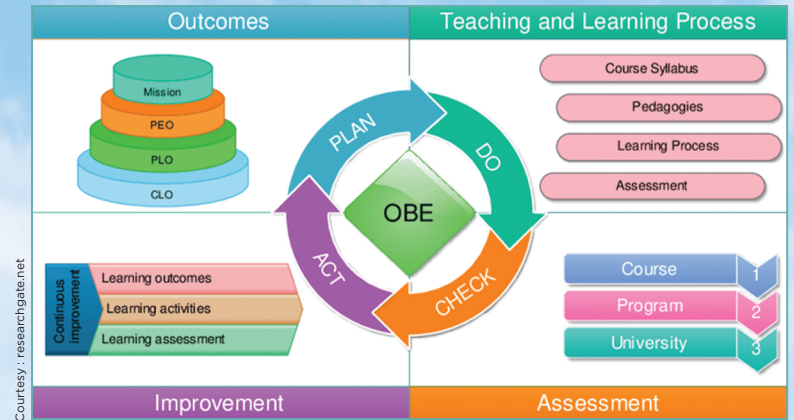 Outcomes
Teaching and Learning Process
Mission
PEO
PLO
CLO
Course Syllabus
Pedagogies
Learning Process
Assessment
PLAN
DO
CHECK
ACT
OBE
Continuous
improvement
Learning outcomes
Learning activities
Learning assessment
Course 1
Program 2
University 3
Improvement
Assessment
Courtesy : researchgate.net